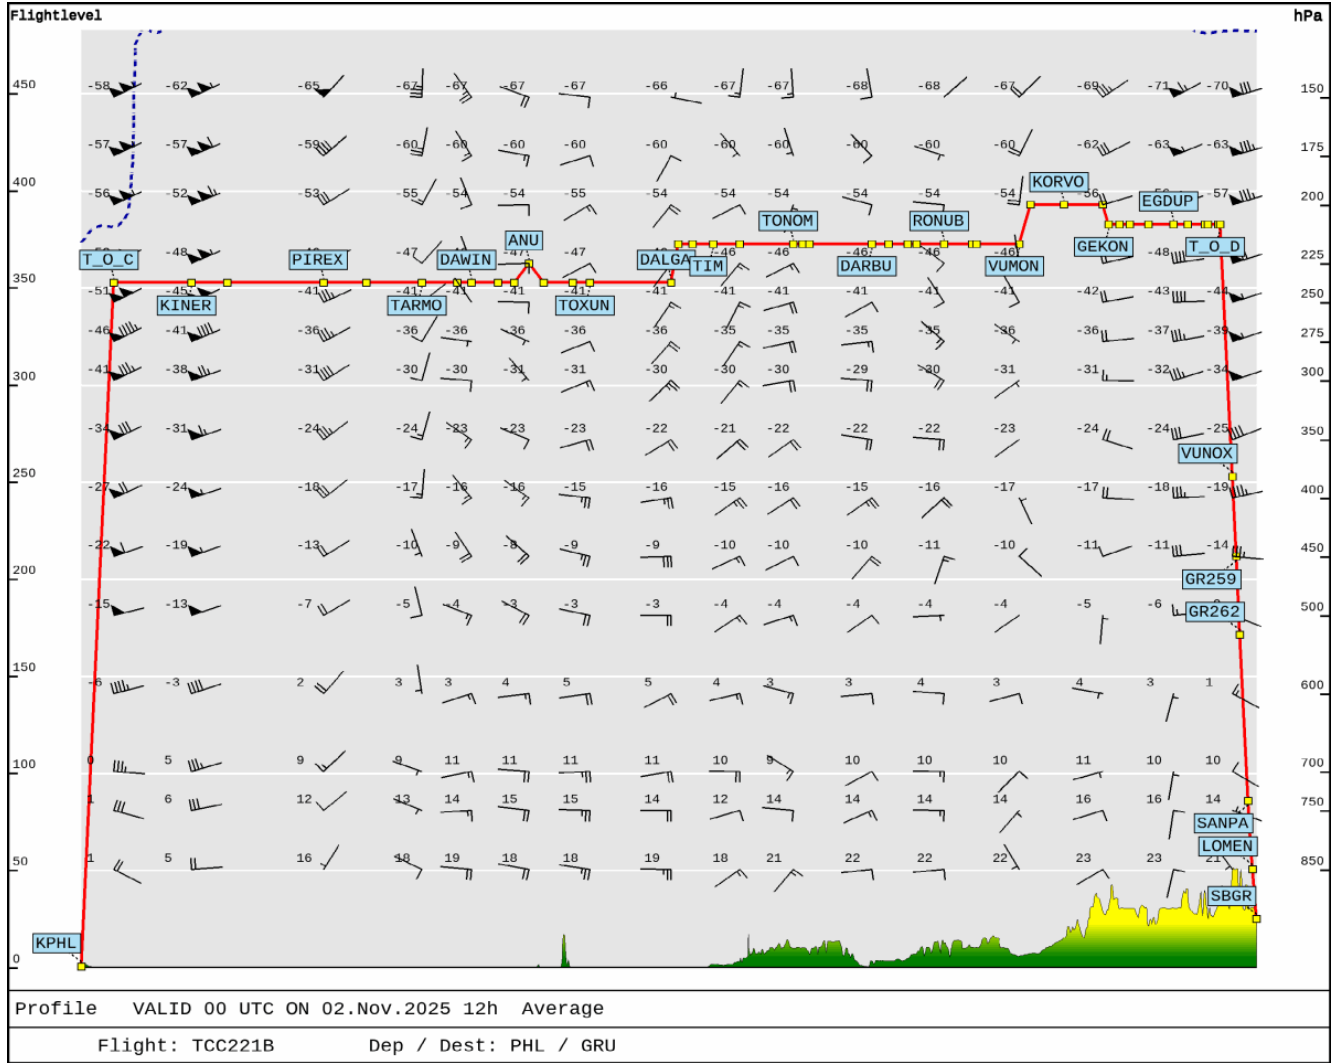 Flightlevel hPa
450 -58 -62 -65 -67 -67 -67 -67 -66 -67 -67 -68 -68 -67 -69 -71 -70 150
-57 -57 -59 -60 -60 -60 -60 -60 -60 -60 -60 -60 -62 -63 -63 175
400 -56 -52 -53 -55 -54 -54 -55 -54 -54 -54 -54 -54 -54 KORVO -56 -57 200
TONOM RONUB EGDUP
ANU
T_O_C -48 PIREX -47 DAWIN -47 -47 DALGA TIM -46 DARBU -46 VUMON GEKON -48 T_O_D 225
350 -51 -45 -41 -41 -41 -41 -41 -41 -41 -41 -41 -42 -43 -44 250
KINER TARMO TOXUN
-46 -41 -36 -36 -36 -36 -36 -36 -35 -35 -35 -35 -36 -36 -37 -39 275
300 -41 -38 -31 -30 -30 -31 -31 -30 -30 -30 -29 -30 -31 -31 -32 -34 300
-34 -31 -24 -24 -23 -23 -23 -22 -21 -22 -22 -22 -23 -24 -24 -25 350
VUNOX
250 -27 -24 -18 -17 -16 -16 -15 -16 -15 -15 -15 -16 -17 -17 -18 -19 400
-22 -19 -13 -10 -9 -8 -9 -9 -10 -10 -10 -11 -10 -11 -11 -14 450
200
GR259
-15 -13 -7 -5 -4 -3 -3 -3 -4 -4 -4 -4 -4 -5 -6 500
GR262
150 -6 -3 2 3 3 4 5 5 4 3 3 4 3 4 3 1 600
100 0 5 9 9 11 11 11 11 10 9 10 10 10 11 10 10 700
1 6 12 13 14 15 15 14 12 14 14 14 14 16 16 14 750
SANPA
LOMEN
50 1 5 16 18 19 18 18 19 18 21 22 22 22 23 23 21 850
SBGR
KPHL
0
Profile VALID 00 UTC ON 02.Nov.2025 12h Average
Flight: TCC221B Dep / Dest: PHL / GRU